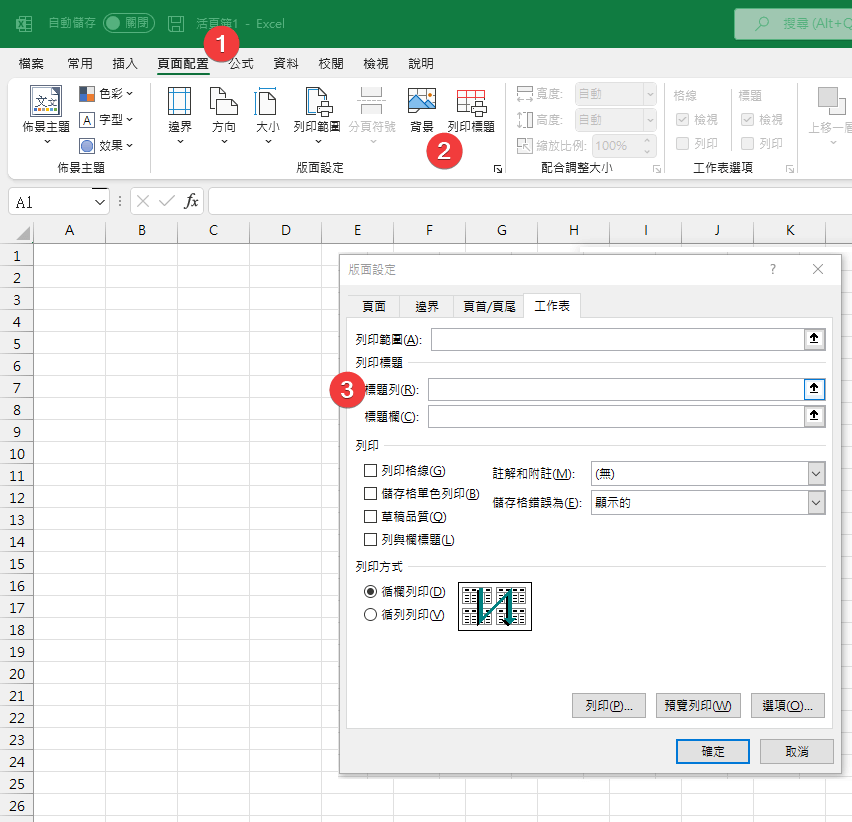 自動儲存 關閉 活頁簿1 - Excel 搜尋 (Alt+Q
1
檔案 常用 插入 頁面配置 公式 資料 校閱 檢視 說明
佈景主題 色彩 字型 效果
佈景主題
邊界 方向 大小 列印範圍 分頁符號 背景 列印標題
2
版面設定
寬度: 自動
高度: 自動
縮放比例: 100%
配合調整大小
格線 標題
檢視 檢視
列印 列印
工作表選項
上移一層
A1 fx
A B C D E F G H I J K
1
2
3
4
5
6
7
8
9
10
11
12
13
14
15
16
17
18
19
20
21
22
23
24
25
26
版面設定 ?
頁面 邊界 頁首/頁尾 工作表
列印範圍(A):
列印標題
3 標題列(R):
標題欄(C):
列印
列印格線(G) 註解和附註(M): (無)
儲存格單色列印(B) 儲存格錯誤為(E): 顯示的
草稿品質(Q)
列與欄標題(L)
列印方式
循欄列印(D)
循列列印(V)
列印(P)... 預覽列印(W) 選項(O)...
確定 取消